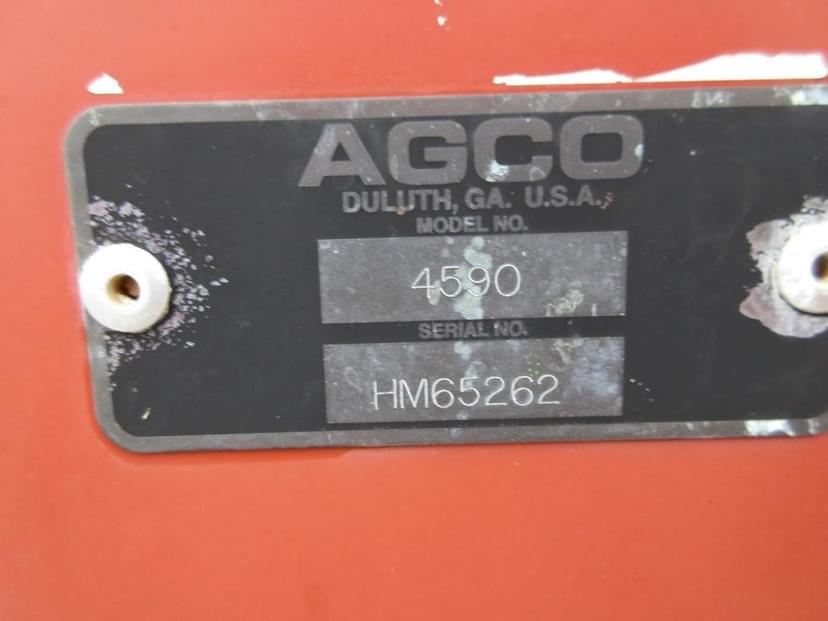 AGCO
DULUTH, GA. U.S.A.
MODEL NO.
4590
SERIAL NO.
HM65262